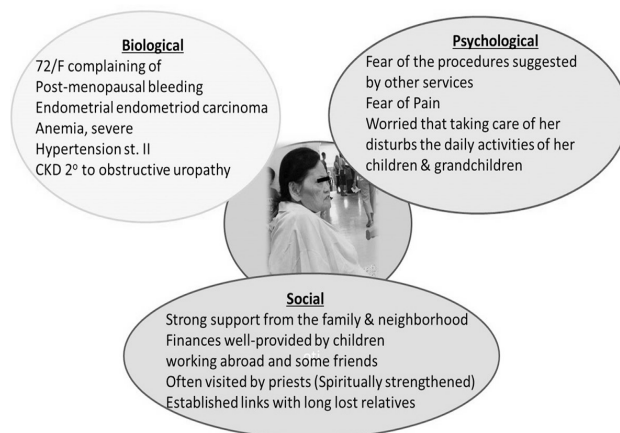 Biological
72/F complaining of
Post-menopausal bleeding
Endometrial endometriod carcinoma
Anemia, severe
Hypertension st. II
CKD 2º to obstructive uropathy
Psychological
Fear of the procedures suggested
by other services
Fear of Pain
Worried that taking care of her
disturbs the daily activities of her
children & grandchildren
Social
Strong support from the family & neighborhood
Finances well-provided by children
working abroad and some friends
Often visited by priests (Spiritually strengthened)
Established links with long lost relatives